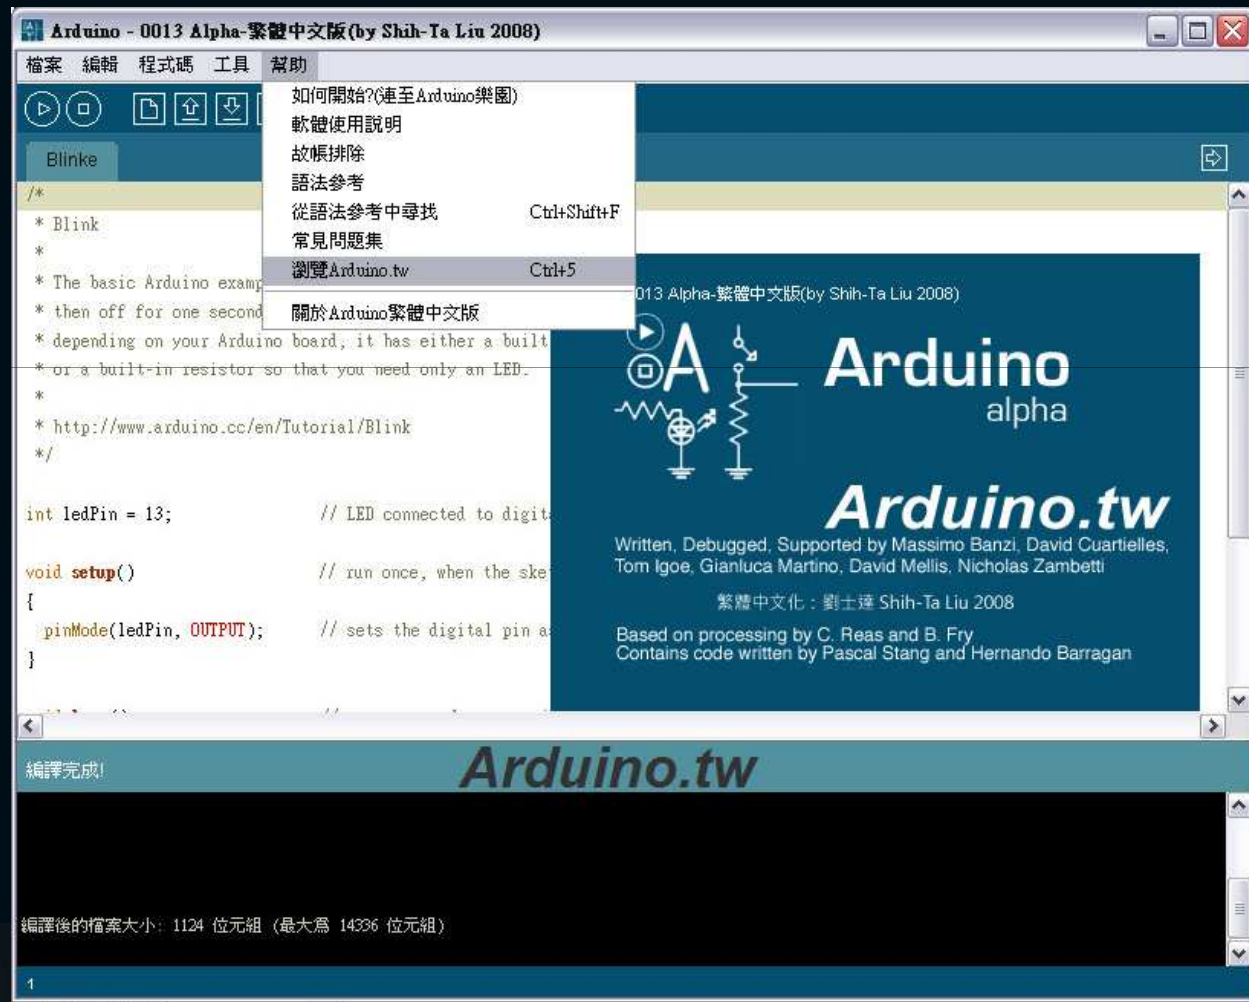 Arduino - 0013 Alpha-繁體中文版(by Shih-Ta Liu 2008)
檔案 編輯 程式碼 工具 幫助
如何開始?(連至Arduino樂園)
軟體使用說明
故帳排除
語法參考
從語法參考中尋找 Ctrl+Shift+F
常見問題集
瀏覽Arduino.tw Ctrl+5
關於Arduino繁體中文版
Blinke
/*
* Blink
*
* The basic Arduino examp
* then off for one second
* depending on your Arduino board, it has either a built
* or a built-in resistor so that you need only an LED.
*
* http://www.arduino.cc/en/Tutorial/Blink
*/
int ledPin = 13; // LED connected to digit
void setup() // run once, when the ske
{
pinMode(ledPin, OUTPUT); // sets the digital pin a
}
013 Alpha-繁體中文版(by Shih-Ta Liu 2008)
A
Arduino
alpha
Arduino.tw
Written, Debugged, Supported by Massimo Banzi, David Cuartielles,
Tom Igoe, Gianluca Martino, David Mellis, Nicholas Zambetti
繁體中文化：劉士達 Shih-Ta Liu 2008
Based on processing by C. Reas and B. Fry
Contains code written by Pascal Stang and Hernando Barragan
編譯完成!
Arduino.tw
編譯後的檔案大小: 1124 位元組 (最大為 14336 位元組)
1